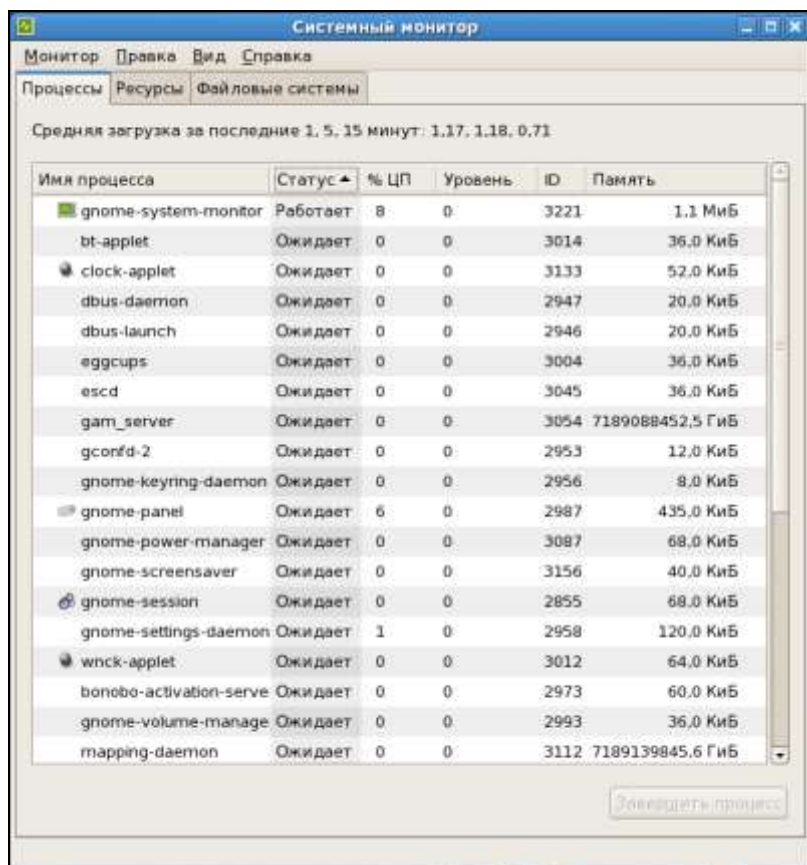 Системный монитор
Монитор Правка Вид Справка
Процессы Ресурсы Файловые системы
Средняя загрузка за последние 1, 5, 15 минут: 1,17, 1,18, 0,71
Имя процесса Статус % ЦП Уровень ID Память
gnome-system-monitor Работает 8 0 3221 1,1 МиБ
bt-applet Ожидает 0 0 3014 36,0 КиБ
clock-applet Ожидает 0 0 3133 52,0 КиБ
dbus-daemon Ожидает 0 0 2947 20,0 КиБ
dbus-launch Ожидает 0 0 2946 20,0 КиБ
eggcups Ожидает 0 0 3004 36,0 КиБ
escd Ожидает 0 0 3045 36,0 КиБ
gam_server Ожидает 0 0 3054 7189088452,5 ГиБ
gconfd-2 Ожидает 0 0 2953 12,0 КиБ
gnome-keyring-daemon Ожидает 0 0 2956 8,0 КиБ
gnome-panel Ожидает 6 0 2987 435,0 КиБ
gnome-power-manager Ожидает 0 0 3087 68,0 КиБ
gnome-screensaver Ожидает 0 0 3156 40,0 КиБ
gnome-session Ожидает 0 0 2855 68,0 КиБ
gnome-settings-daemon Ожидает 1 0 2958 120,0 КиБ
wnck-applet Ожидает 0 0 3012 64,0 КиБ
bonobo-activation-serve Ожидает 0 0 2973 60,0 КиБ
gnome-volume-manage Ожидает 0 0 2993 36,0 КиБ
mapping-daemon Ожидает 0 0 3112 7189139845,6 ГиБ
Завершить процесс